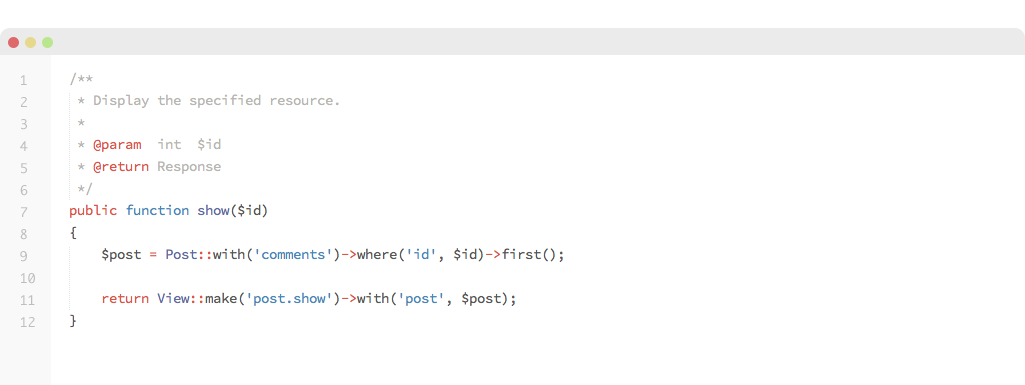 1 /**
2  * Display the specified resource.
3  *
4  * @param  int  $id
5  * @return Response
6  */
7 public function show($id)
8 {
9     $post = Post::with('comments')->where('id', $id)->first();
10
11     return View::make('post.show')->with('post', $post);
12 }